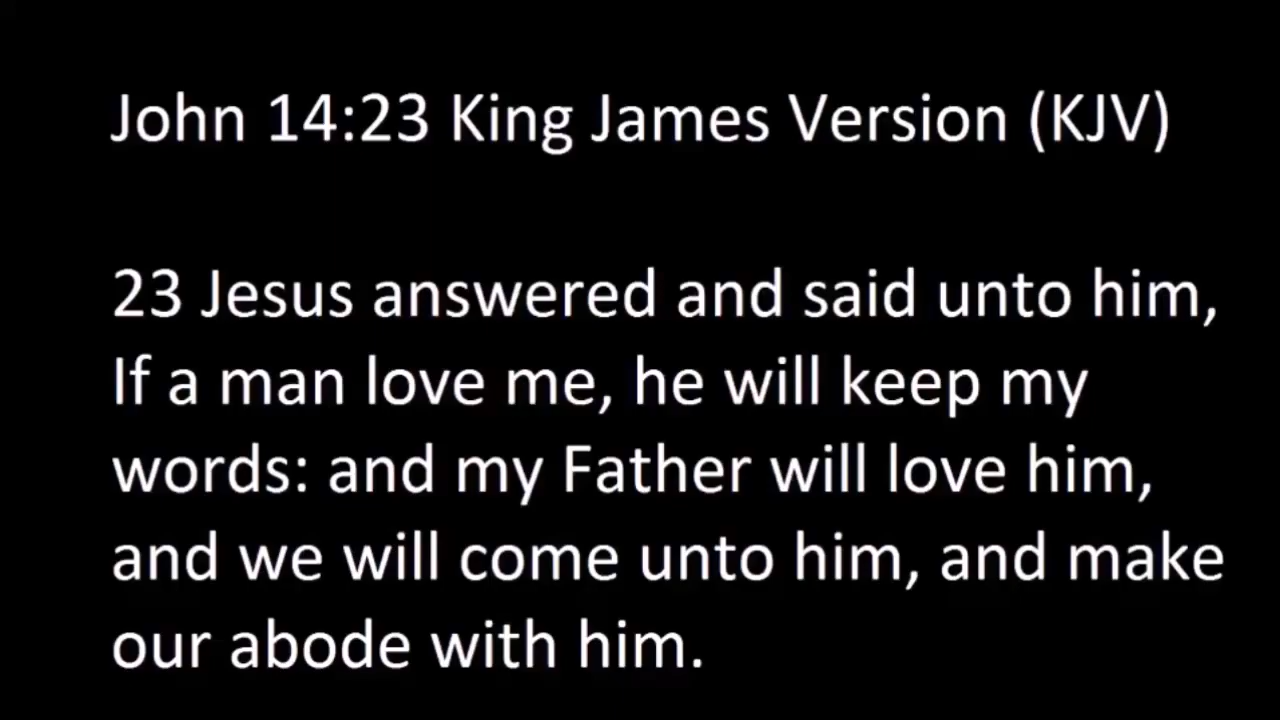 John 14:23 King James Version (KJV)
23 Jesus answered and said unto him,
If a man love me, he will keep my
words: and my Father will love him,
and we will come unto him, and make
our abode with him.